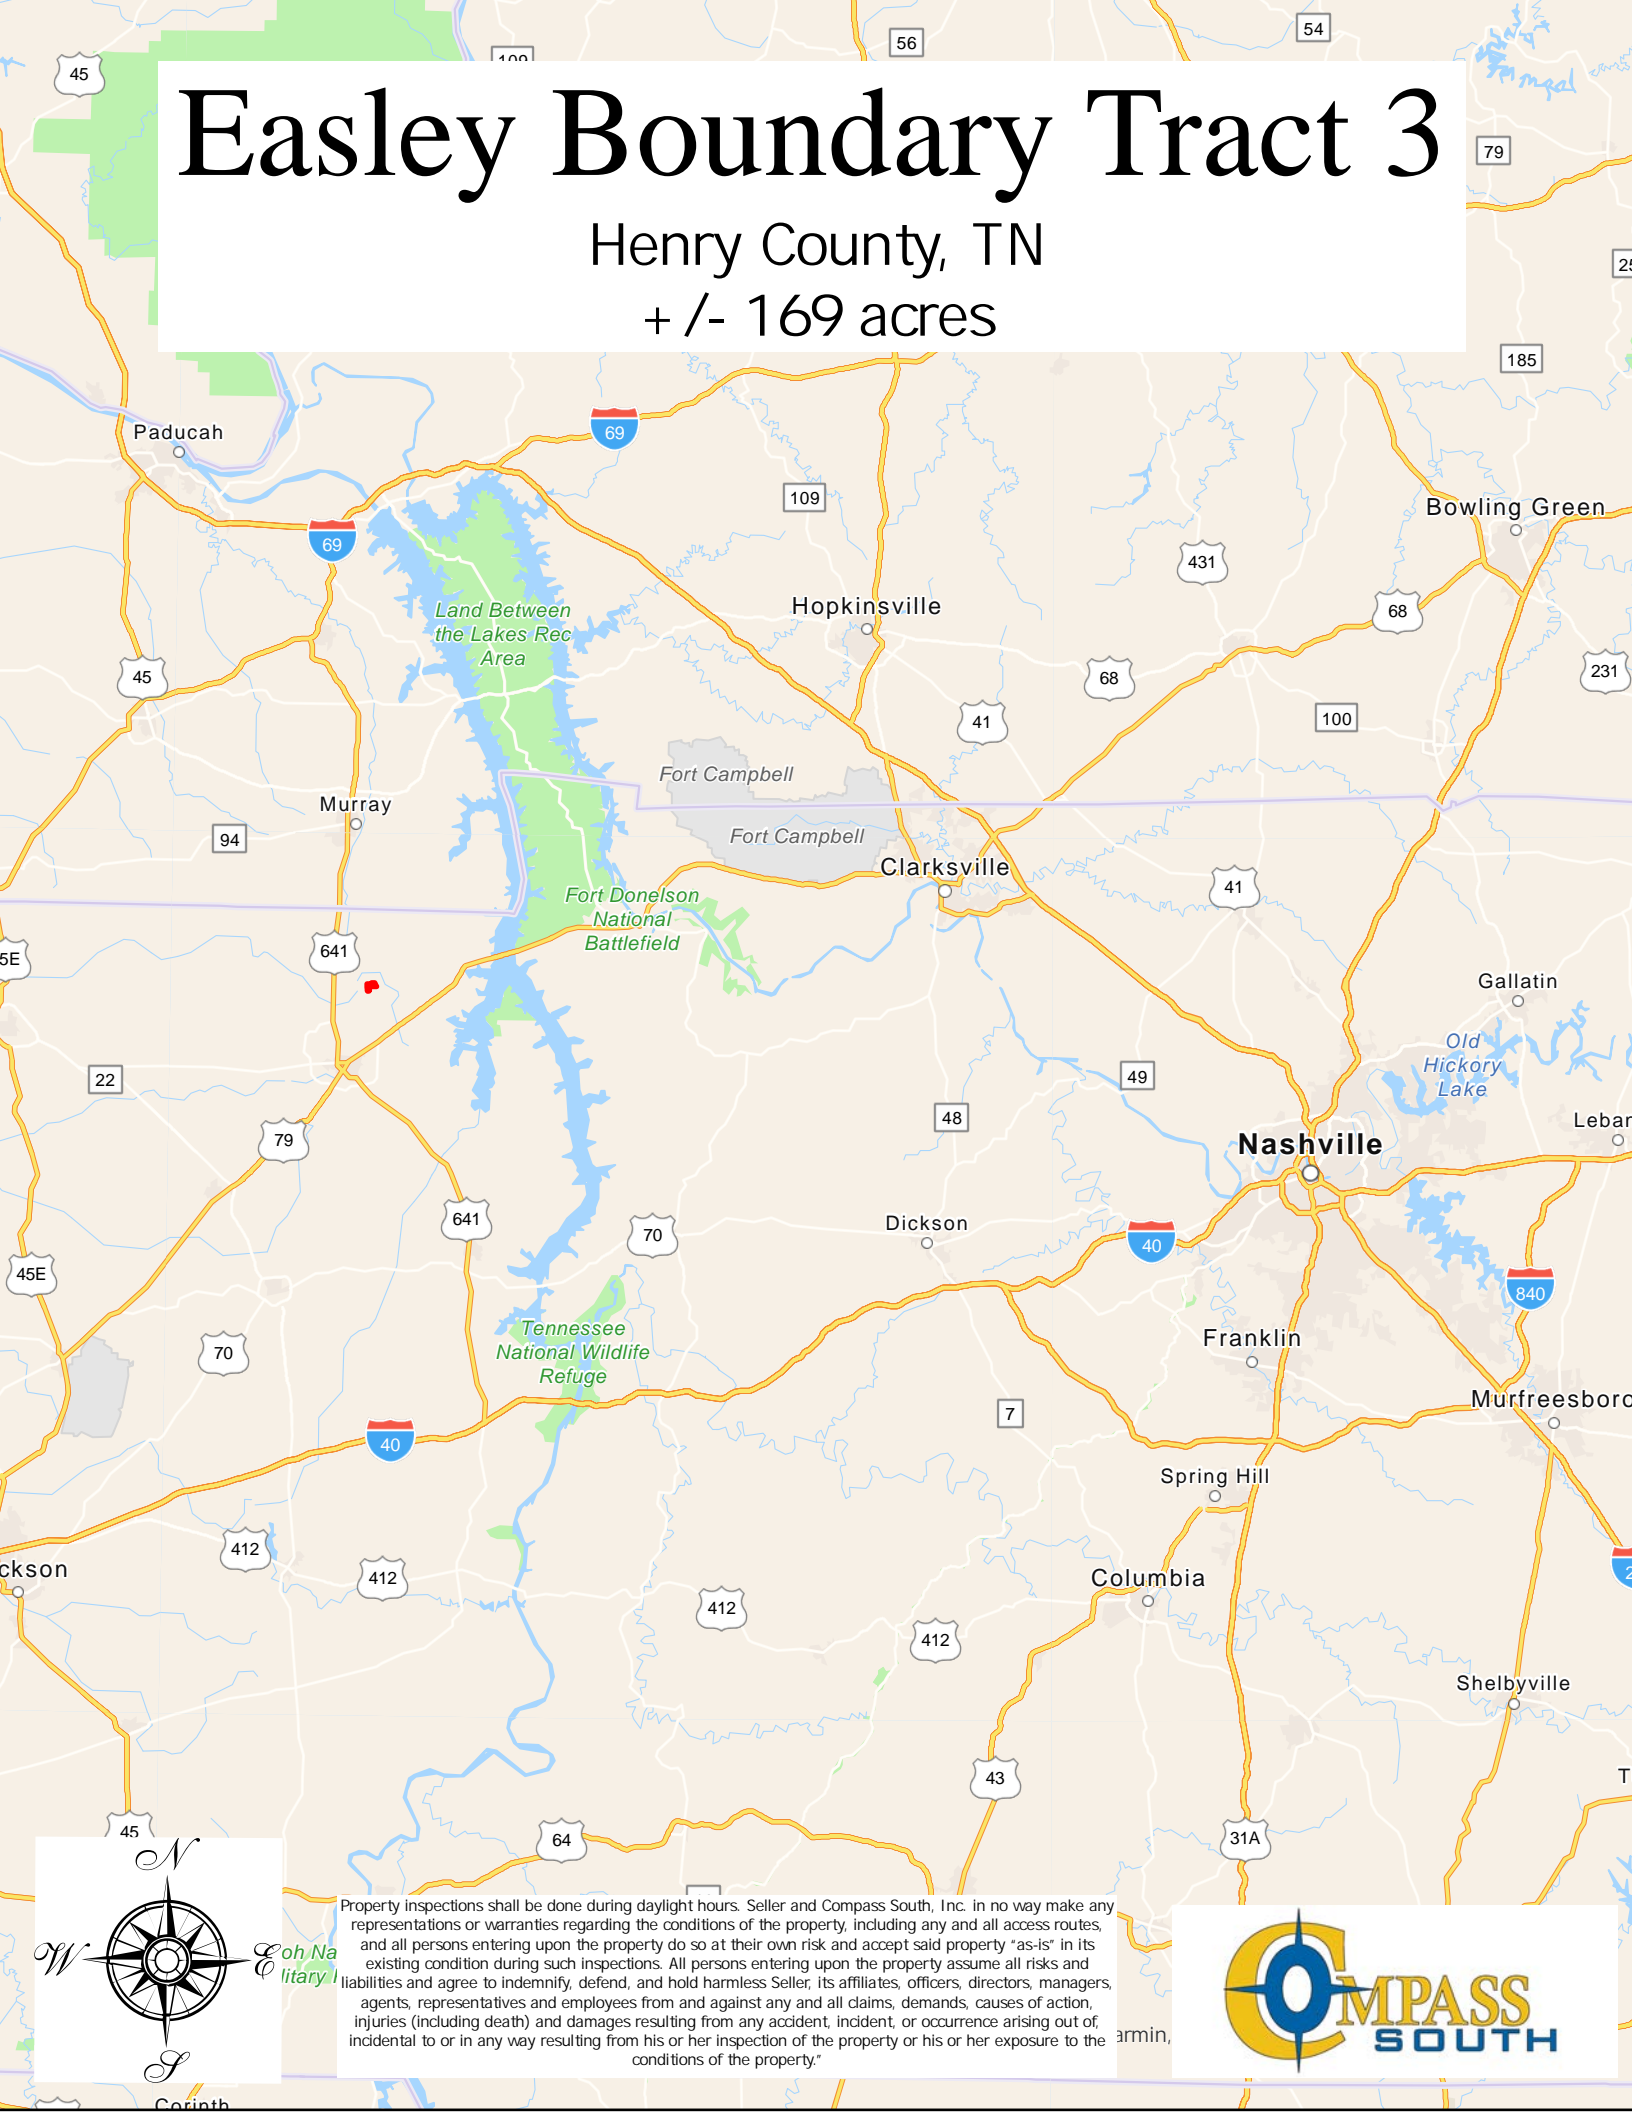 54
56
45
109
Easley Boundary Tract 3
79
Henry County, TN
+/- 169 acres
185
Paducah
69
109
Bowling Green
69
431
Hopkinsville
68
Land Between
the Lakes Rec
Area
45
68
231
41
100
Fort Campbell
Murray
94
Fort Campbell
Clarksville
41
Fort Donelson
National
Battlefield
641
5E
Gallatin
Old
Hickory
Lake
22
49
48
Leban
79
Nashville
641
70
Dickson
40
45E
840
Tennessee
National Wildlife
Refuge
Franklin
70
7
Murfreesboro
40
Spring Hill
412
ckson
412
Columbia
412
412
Shelbyville
43
T
45
64
31A
N
W
E
S
oh Na
litary
Property inspections shall be done during daylight hours. Seller and Compass South, Inc. in no way make any
representations or warranties regarding the conditions of the property, including any and all access routes,
and all persons entering upon the property do so at their own risk and accept said property “as-is” in its
existing condition during such inspections. All persons entering upon the property assume all risks and
liabilities and agree to indemnify, defend, and hold harmless Seller, its affiliates, officers, directors, managers,
agents, representatives and employees from and against any and all claims, demands, causes of action,
injuries (including death) and damages resulting from any accident, incident, or occurrence arising out of,
incidental to or in any way resulting from his or her inspection of the property or his or her exposure to the
conditions of the property.”
armin,
COMPASS
SOUTH
Corinth